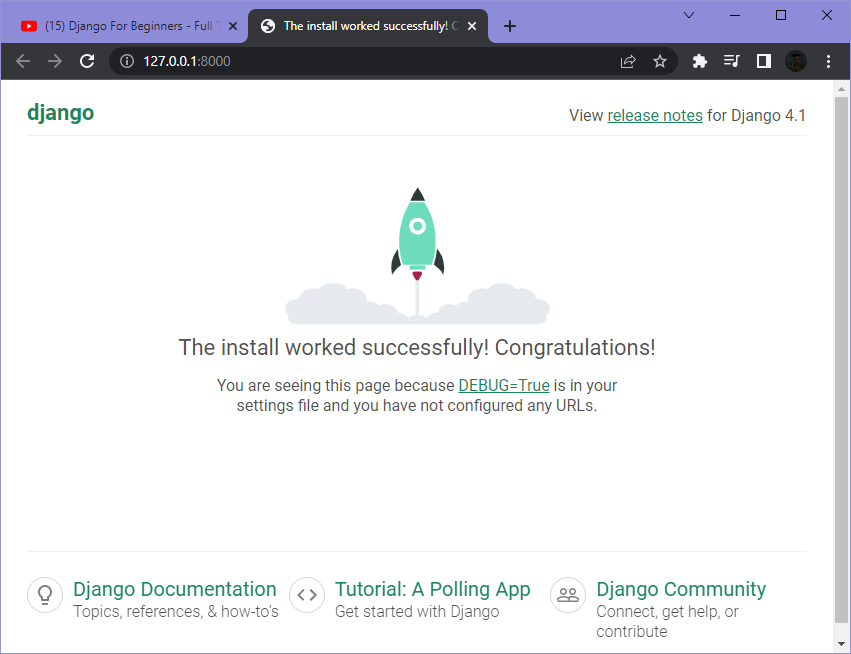 (15) Django For Beginners - Full
The install worked successfully! C
127.0.0.1:8000
django
View release notes for Django 4.1
The install worked successfully! Congratulations!
You are seeing this page because DEBUG=True is in your
settings file and you have not configured any URLs.
Django Documentation
Topics, references, & how-to's
Tutorial: A Polling App
Get started with Django
Django Community
Connect, get help, or
contribute